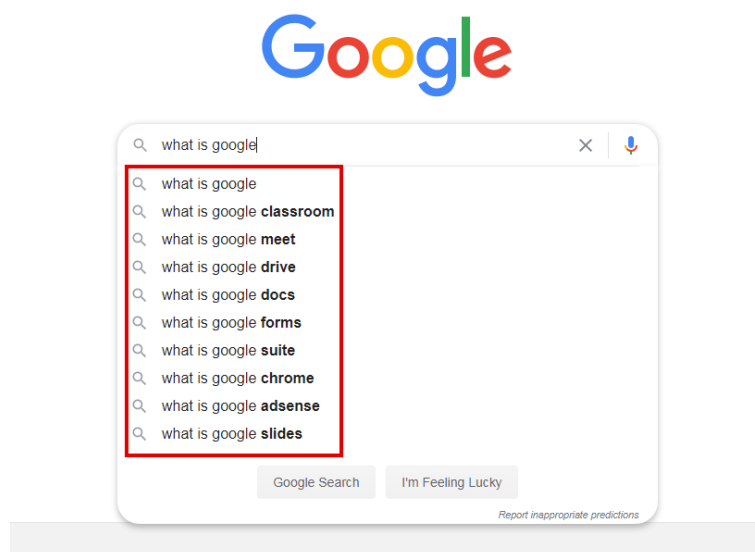 Google
what is google
what is google
what is google classroom
what is google meet
what is google drive
what is google docs
what is google forms
what is google suite
what is google chrome
what is google adsense
what is google slides
Google Search I'm Feeling Lucky
Report inappropriate predictions